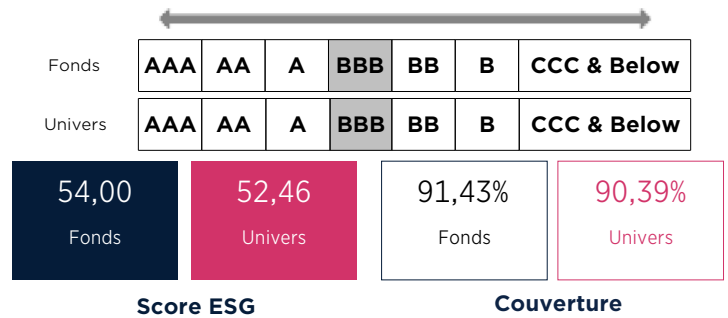 Fonds AAA AA A BBB BB B CCC & Below
Univers AAA AA A BBB BB B CCC & Below
54,00 52,46 91,43% 90,39%
Fonds Univers Fonds Univers
Score ESG Couverture